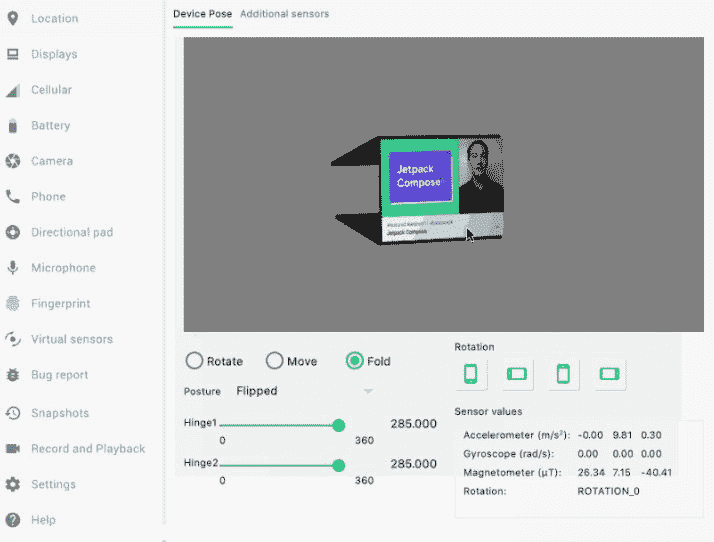 Location
Displays
Cellular
Battery
Camera
Phone
Directional pad
Microphone
Fingerprint
Virtual sensors
Bug report
Snapshots
Record and Playback
Settings
Help
Device Pose Additional sensors
Jetpack
Compose
Jetpack Compose
Rotate Move Fold
Posture Flipped
Hinge1 285.000
0 360
Hinge2 285.000
0 360
Rotation
Sensor values
Accelerometer (m/s²): -0.00 9.81 0.30
Gyroscope (rad/s): 0.00 0.00 0.00
Magnetometer (μT): 26.34 7.15 -40.41
Rotation: ROTATION_0